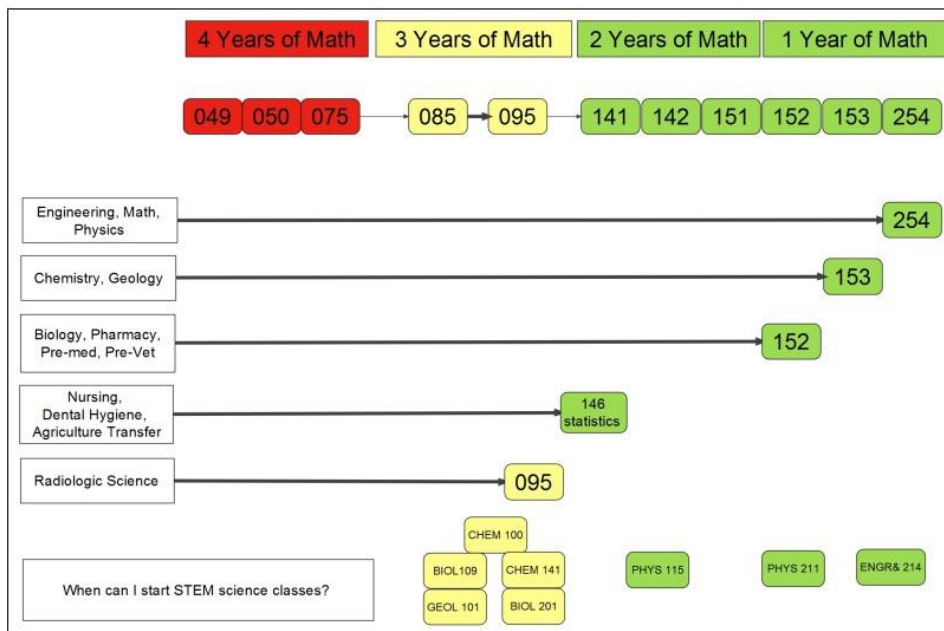 4 Years of Math
3 Years of Math
2 Years of Math
1 Year of Math
049
050
075
085
095
141
142
151
152
153
254
Engineering, Math,
Physics
254
Chemistry, Geology
153
Biology, Pharmacy,
Pre-med, Pre-Vet
152
Nursing,
Dental Hygiene,
Agriculture Transfer
146
statistics
Radiologic Science
095
When can I start STEM science classes?
CHEM 100
BIOL109
CHEM 141
GEOL 101
BIOL 201
PHYS 115
PHYS 211
ENGR& 214